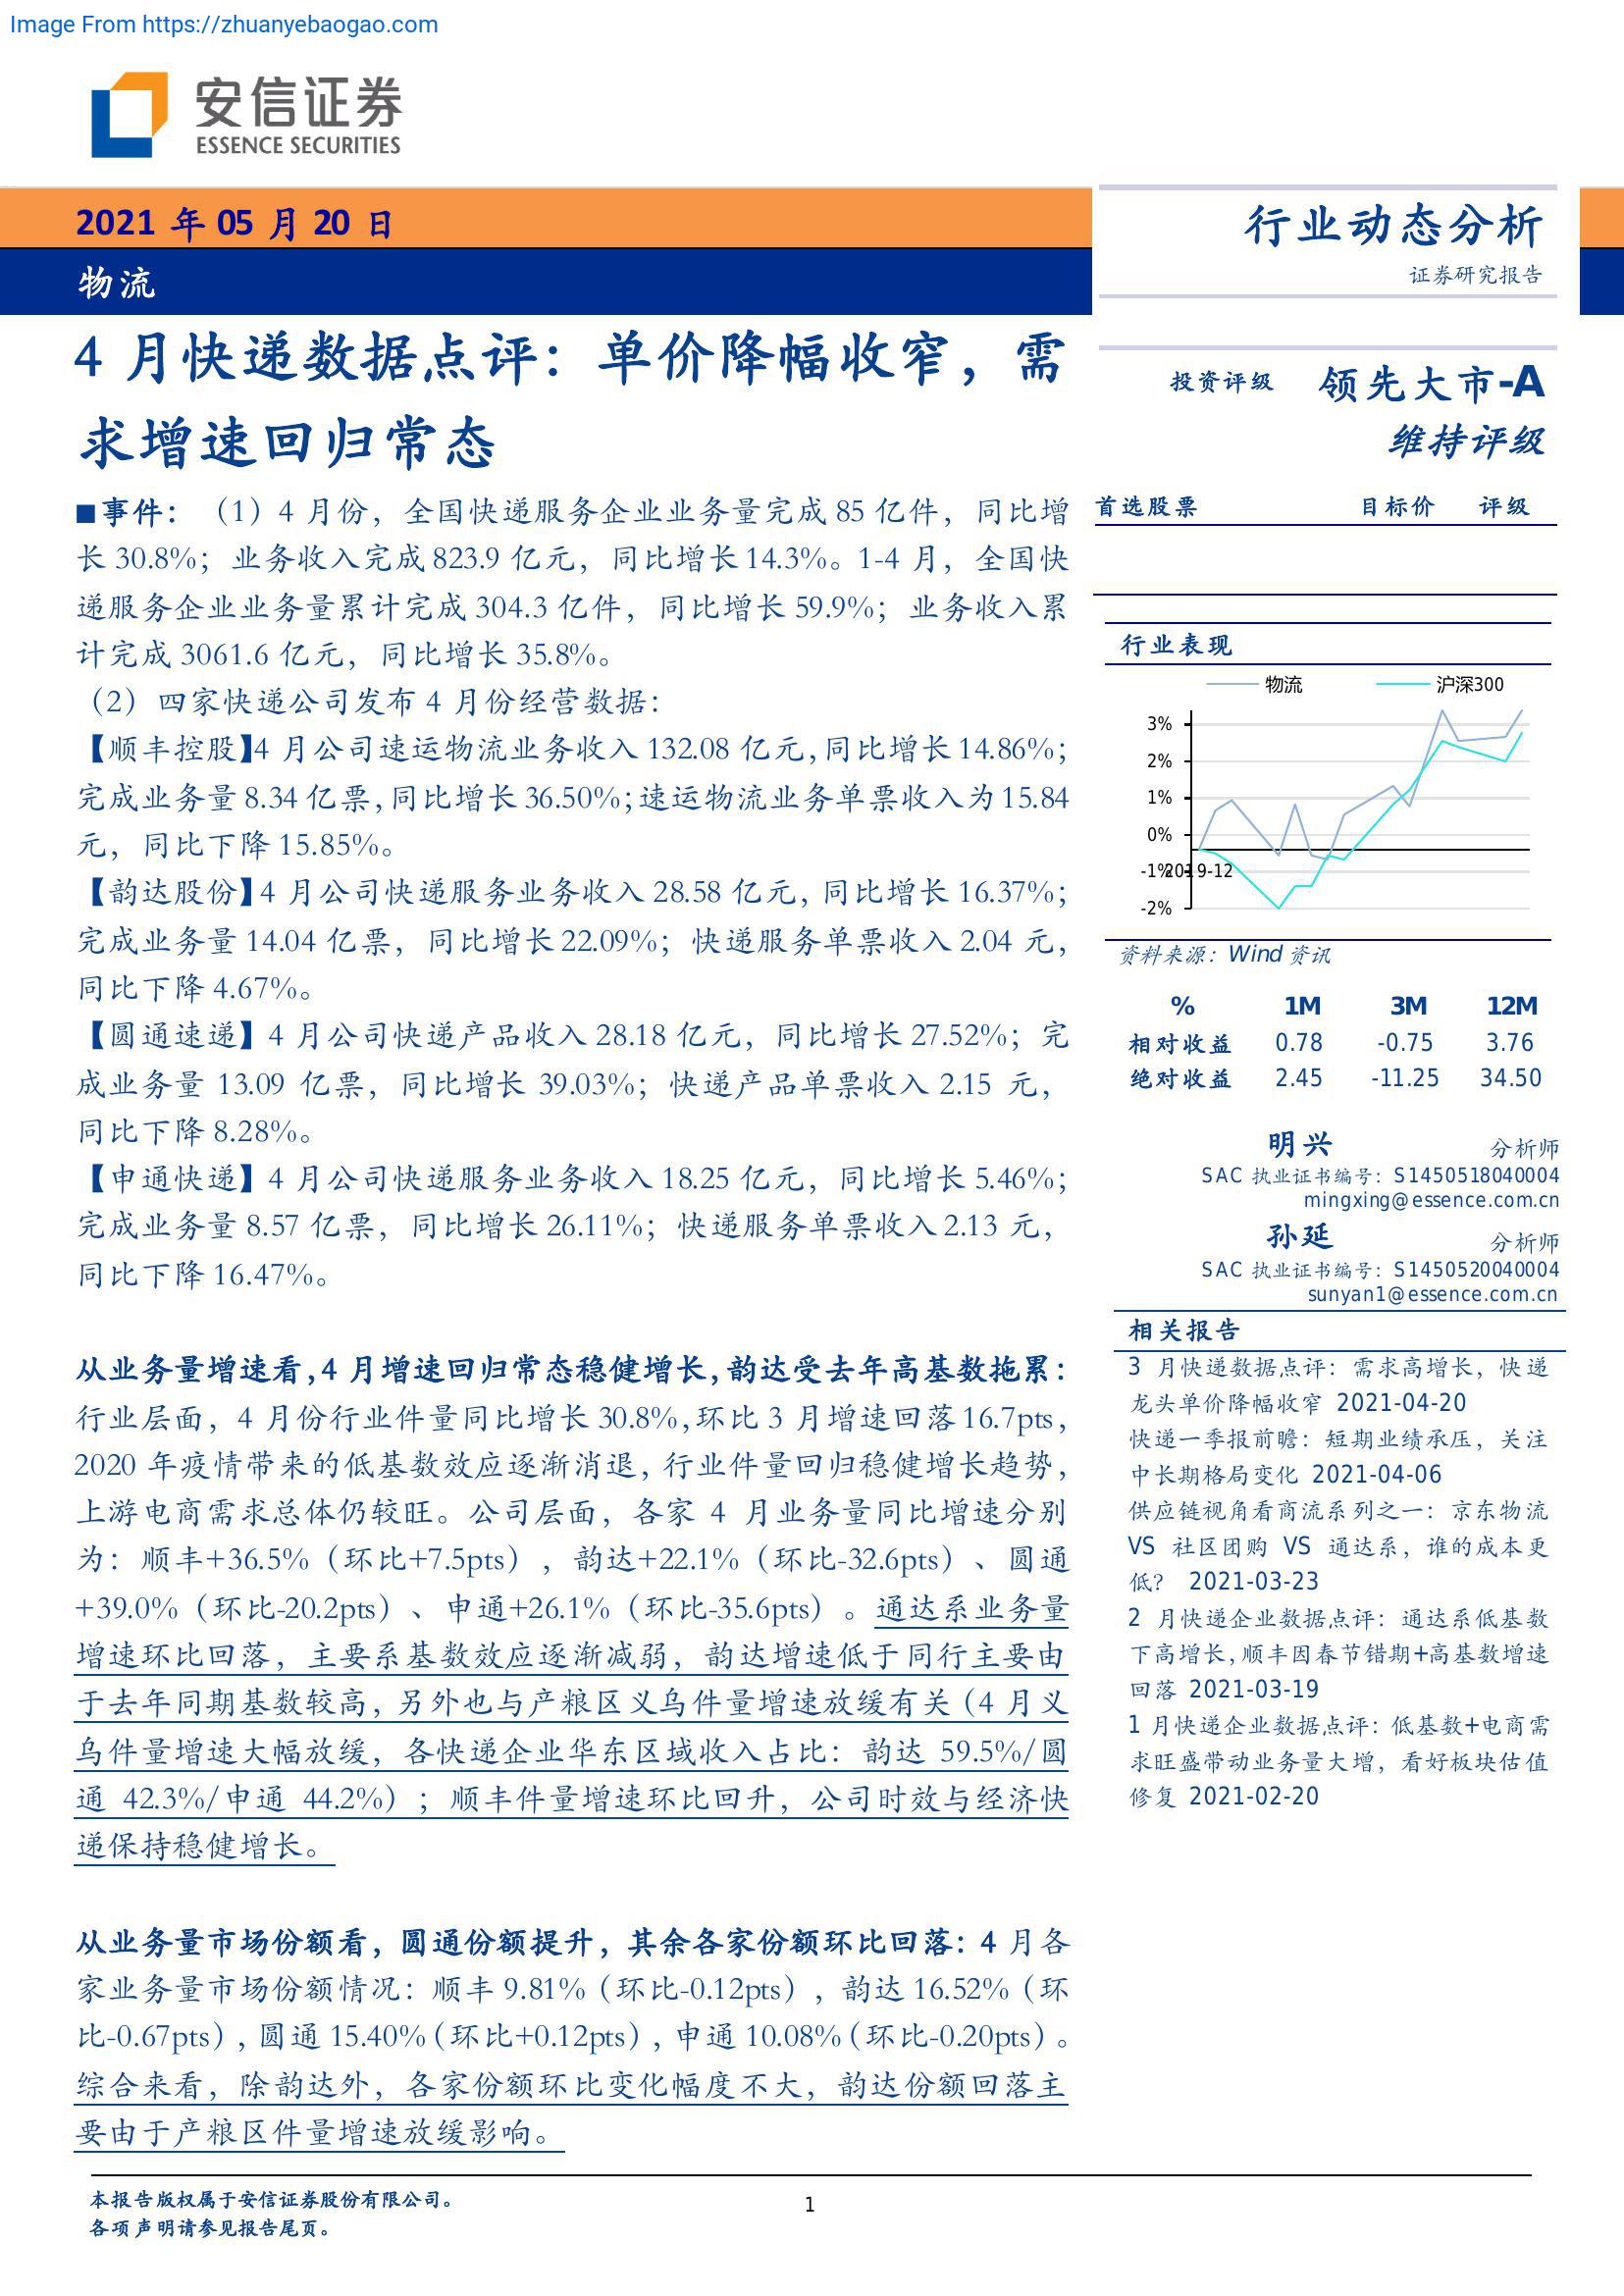 Image From https://zhuanyebaogao.com
安信证券
ESSENCE SECURITIES
2021 年 05 月 20 日
物流
行业动态分析
证券研究报告
4 月快递数据点评：单价降幅收窄，需
求增速回归常态
■事件：（1）4 月份，全国快递服务企业业务量完成 85 亿件，同比增
长 30.8%；业务收入完成 823.9 亿元，同比增长 14.3%。1-4 月，全国快
递服务企业业务量累计完成 304.3 亿件，同比增长 59.9%；业务收入累
计完成 3061.6 亿元，同比增长 35.8%。
（2）四家快递公司发布 4 月份经营数据：
【顺丰控股】4 月公司速运物流业务收入 132.08 亿元，同比增长 14.86%；
完成业务量 8.34 亿票，同比增长 36.50%；速运物流业务单票收入为 15.84
元，同比下降 15.85%。
【韵达股份】4 月公司快递服务业务收入 28.58 亿元，同比增长 16.37%；
完成业务量 14.04 亿票，同比增长 22.09%；快递服务单票收入 2.04 元，
同比下降 4.67%。
【圆通速递】4 月公司快递产品收入 28.18 亿元，同比增长 27.52%；完
成业务量 13.09 亿票，同比增长 39.03%；快递产品单票收入 2.15 元，
同比下降 8.28%。
【申通快递】4 月公司快递服务业务收入 18.25 亿元，同比增长 5.46%；
完成业务量 8.57 亿票，同比增长 26.11%；快递服务单票收入 2.13 元，
同比下降 16.47%。
从业务量增速看，4 月增速回归常态稳健增长，韵达受去年高基数拖累：
行业层面，4 月份行业件量同比增长 30.8%，环比 3 月增速回落 16.7pts，
2020 年疫情带来的低基数效应逐渐消退，行业件量回归稳健增长趋势，
上游电商需求总体仍较旺。公司层面，各家 4 月业务量同比增速分别
为：顺丰+36.5%（环比+7.5pts），韵达+22.1%（环比-32.6pts）、圆通
+39.0%（环比-20.2pts）、申通+26.1%（环比-35.6pts）。通达系业务量
增速环比回落，主要系基数效应逐渐减弱，韵达增速低于同行主要由
于去年同期基数较高，另外也与产粮区义乌件量增速放缓有关（4 月义
乌件量增速大幅放缓，各快递企业华东区域收入占比：韵达 59.5%/圆
通 42.3%/申通 44.2%）；顺丰件量增速环比回升，公司时效与经济快
递保持稳健增长。
从业务量市场份额看，圆通份额提升，其余各家份额环比回落：4 月各
家业务量市场份额情况：顺丰 9.81%（环比-0.12pts），韵达 16.52%（环
比-0.67pts），圆通 15.40%（环比+0.12pts），申通 10.08%（环比-0.20pts）。
综合来看，除韵达外，各家份额环比变化幅度不大，韵达份额回落主
要由于产粮区件量增速放缓影响。
投资评级 领先大市-A
维持评级
首选股票 目标价 评级
行业表现
物流 沪深300
3%
2%
1%
0%
-1%
2019-12
-2%
资料来源：Wind 资讯
% 1M 3M 12M
相对收益 0.78 -0.75 3.76
绝对收益 2.45 -11.25 34.50
明兴 分析师
SAC 执业证书编号：S1450518040004
mingxing@essence.com.cn
孙延 分析师
SAC 执业证书编号：S1450520040004
sunyan1@essence.com.cn
相关报告
3 月快递数据点评：需求高增长，快递
龙头单价降幅收窄 2021-04-20
快递一季报前瞻：短期业绩承压，关注
中长期格局变化 2021-04-06
供应链视角看商流系列之一：京东物流
VS 社区团购 VS 通达系，谁的成本更
低？ 2021-03-23
2 月快递企业数据点评：通达系低基数
下高增长，顺丰因春节错期+高基数增速
回落 2021-03-19
1 月快递企业数据点评：低基数+电商需
求旺盛带动业务量大增，看好板块估值
修复 2021-02-20
本报告版权属于安信证券股份有限公司。
各项声明请参见报告尾页。
1